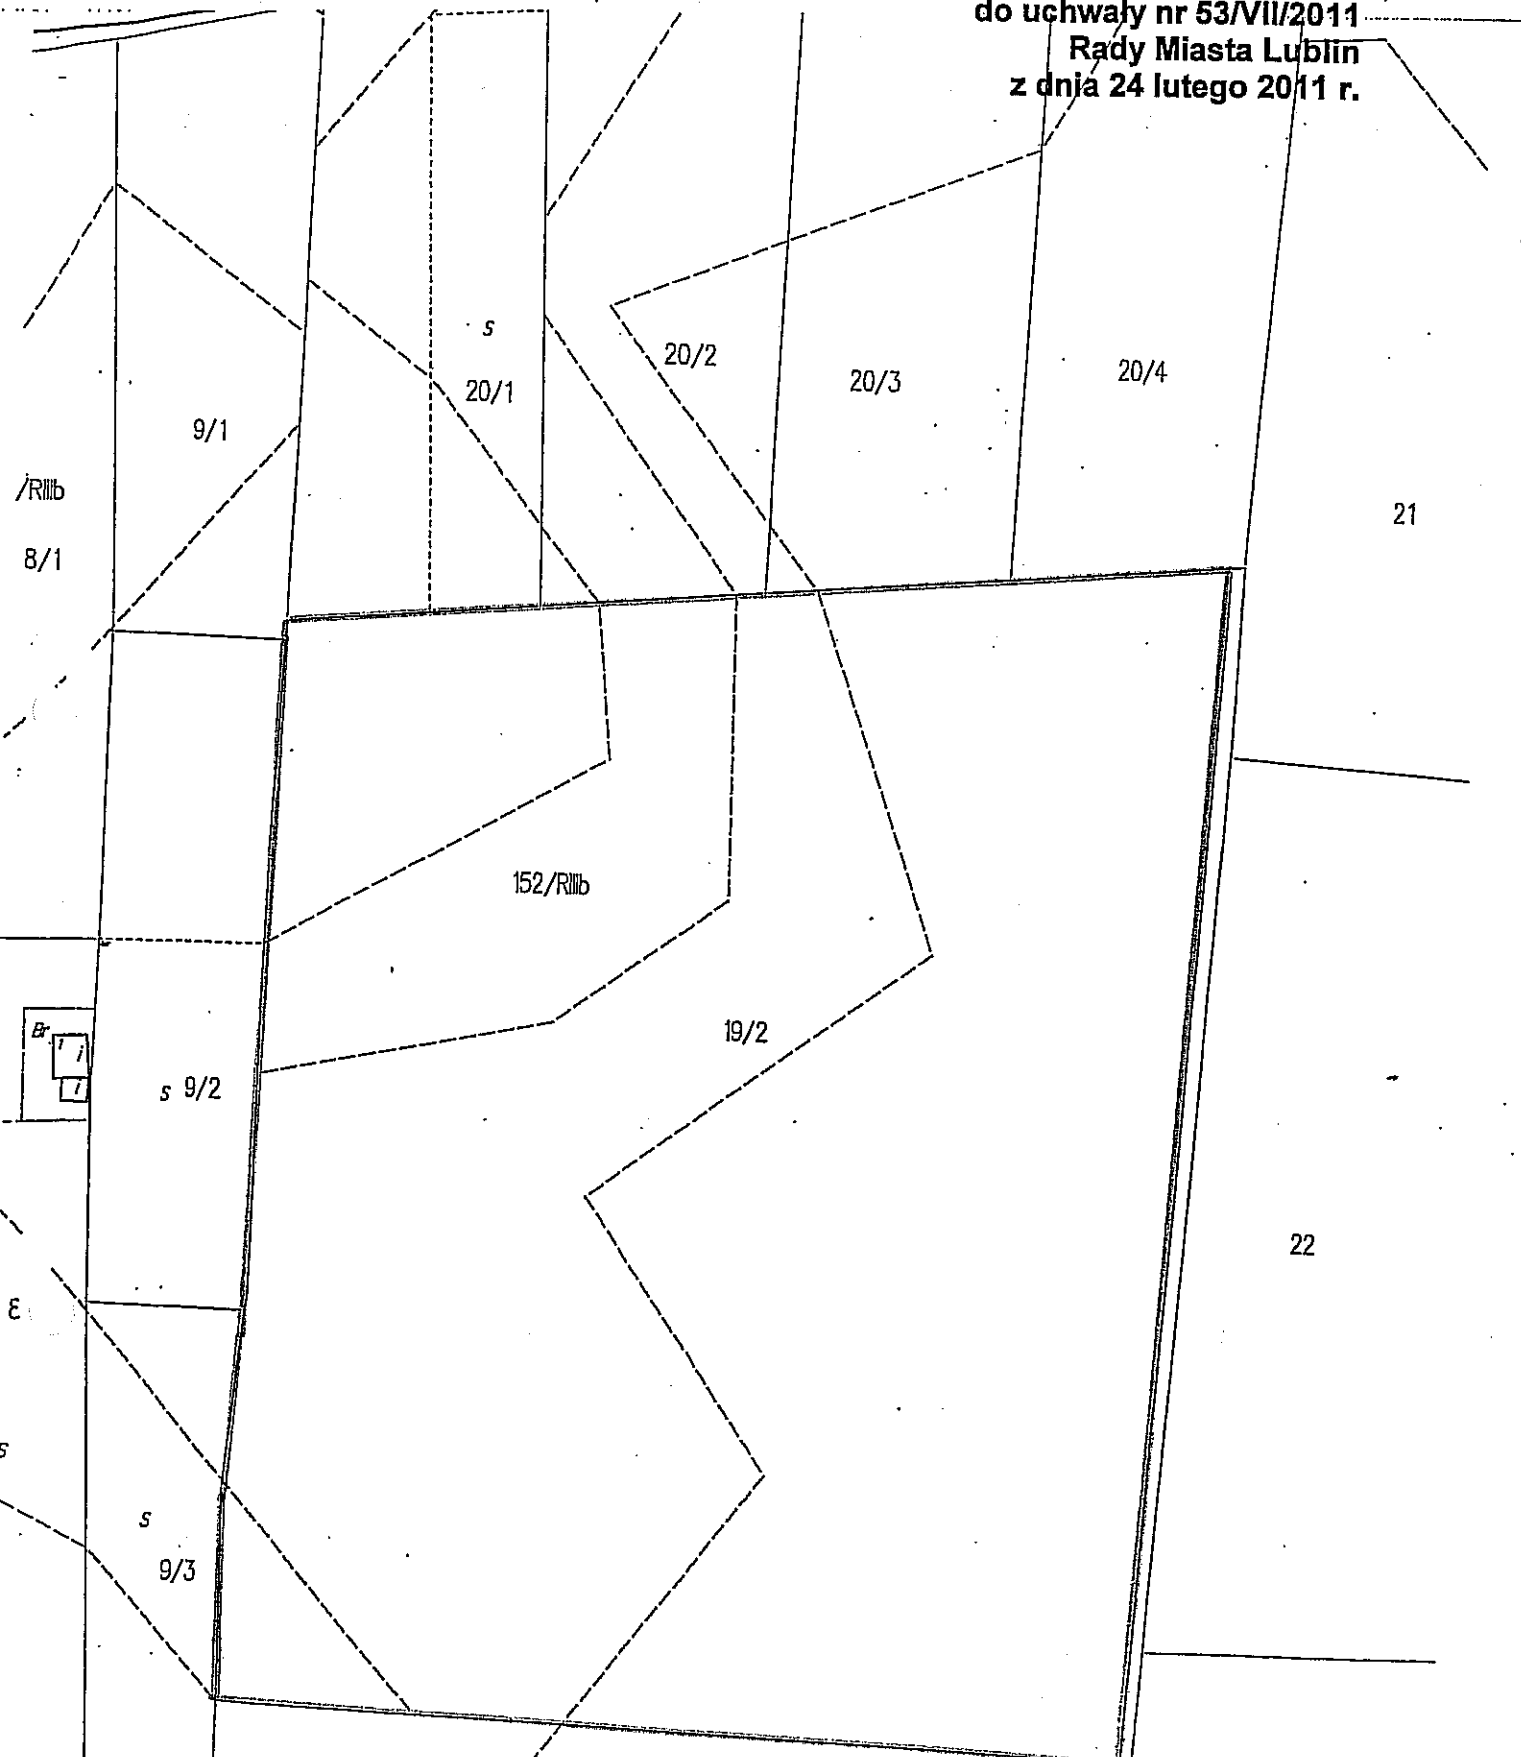 do uchwały nr 53/VII/2011
Rady Miasta Lublin
z dnia 24 lutego 2011 r.
s
20/1
20/2
20/3
20/4
9/1
/RIIIb
8/1
21
152/RIIIb
19/2
Br
i
s 9/2
22
s
s
9/3